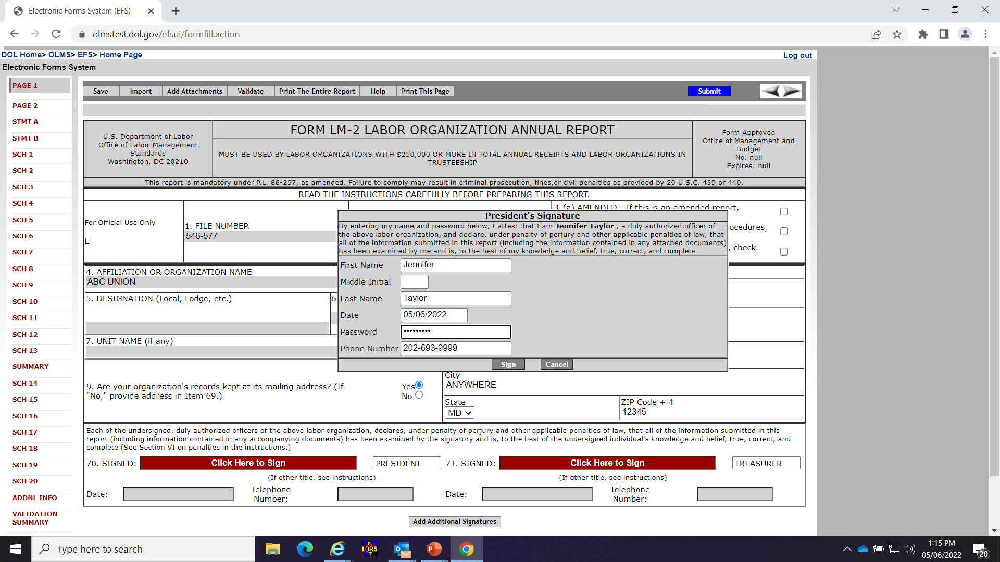 Electronic Forms System (EFS)
olmstest.dol.gov/efsui/formfill.action
DOL Home> OLMS> EFS> Home Page
Log out
Electronic Forms System
PAGE 1
PAGE 2
STMT A
STMT B
SCH 1
SCH 2
SCH 3
SCH 4
SCH 5
SCH 6
SCH 7
SCH 8
SCH 9
SCH 10
SCH 11
SCH 12
SCH 13
SUMMARY
SCH 14
SCH 15
SCH 16
SCH 17
SCH 18
SCH 19
SCH 20
ADDNL INFO
VALIDATION
SUMMARY
Save Import Add Attachments Validate Print The Entire Report Help Print This Page Submit
U.S. Department of Labor
Office of Labor-Management
Standards
Washington, DC 20210
FORM LM-2 LABOR ORGANIZATION ANNUAL REPORT
MUST BE USED BY LABOR ORGANIZATIONS WITH $250,000 OR MORE IN TOTAL ANNUAL RECEIPTS AND LABOR ORGANIZATIONS IN
TRUSTEESHIP
Form Approved
Office of Management and
Budget
No. null
Expires: null
This report is mandatory under P.L. 86-257, as amended. Failure to comply may result in criminal prosecution, fines,or civil penalties as provided by 29 U.S.C. 439 or 440.
READ THE INSTRUCTIONS CAREFULLY BEFORE PREPARING THIS REPORT.
For Official Use Only
E
1. FILE NUMBER
546-577
3. (a) AMENDED - If this is an amended report,
rocedures,
, check
4. AFFILIATION OR ORGANIZATION NAME
ABC UNION
5. DESIGNATION (Local, Lodge, etc.)
6
7. UNIT NAME (if any)
President's Signature
By entering my name and password below, I attest that I am Jennifer Taylor , a duly authorized officer of
the above labor organization, and declare, under penalty of perjury and other applicable penalties of law, that
all of the information submitted in this report (including the information contained in any attached documents)
has been examined by me and is, to the best of my knowledge and belief, true, correct, and complete.
First Name Jennifer
Middle Initial
Last Name Taylor
Date 05/06/2022
Password •••••••••
Phone Number 202-693-9999
Sign Cancel
9. Are your organization's records kept at its mailing address? (If
"No," provide address in Item 69.)
Yes
No
City
ANYWHERE
State
MD
ZIP Code + 4
12345
Each of the undersigned, duly authorized officers of the above labor organization, declares, under penalty of perjury and other applicable penalties of law, that all of the information submitted in this
report (including information contained in any accompanying documents) has been examined by the signatory and is, to the best of the undersigned individual's knowledge and belief, true, correct, and
complete (See Section VI on penalties in the instructions.)
70. SIGNED: Click Here to Sign PRESIDENT 71. SIGNED: Click Here to Sign TREASURER
(If other title, see instructions) (If other title, see instructions)
Date: Telephone Number: Date: Telephone Number:
Add Additional Signatures
Type here to search
C.
LORS
7
1:15 PM
05/06/2022
20